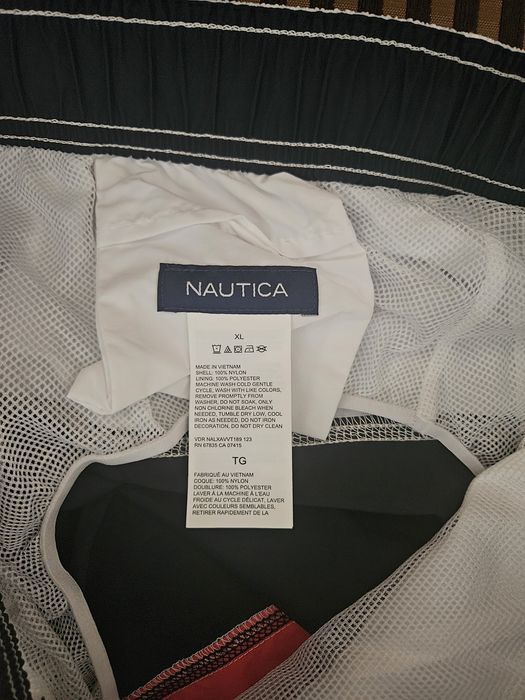 NAUTICA
XL
MADE IN VIETNAM
SHELL: 100% NYLON
LINING: 100% POLYESTER
MACHINE WASH COLD GENTLE
CYCLE, WASH WITH LIKE COLORS,
REMOVE PROMPTLY FROM
WASHER, DO NOT SOAK, ONLY
NON CHLORINE BLEACH WHEN
NEEDED, TUMBLE DRY LOW, COOL
IRON AS NEEDED, DO NOT IRON
DECORATION, DO NOT DRY CLEAN
VDR NALXAVVT189 123
RN 67835 CA 07415
TG
FABRIQUÉ AU VIETNAM
COQUE: 100% NYLON
DOUBLURE: 100% POLYESTER
LAVER À LA MACHINE À L'EAU
FROIDE AU CYCLE DÉLICAT, LAVER
AVEC COULEURS SEMBLABLES,
RETIRER RAPIDEMENT DE LA